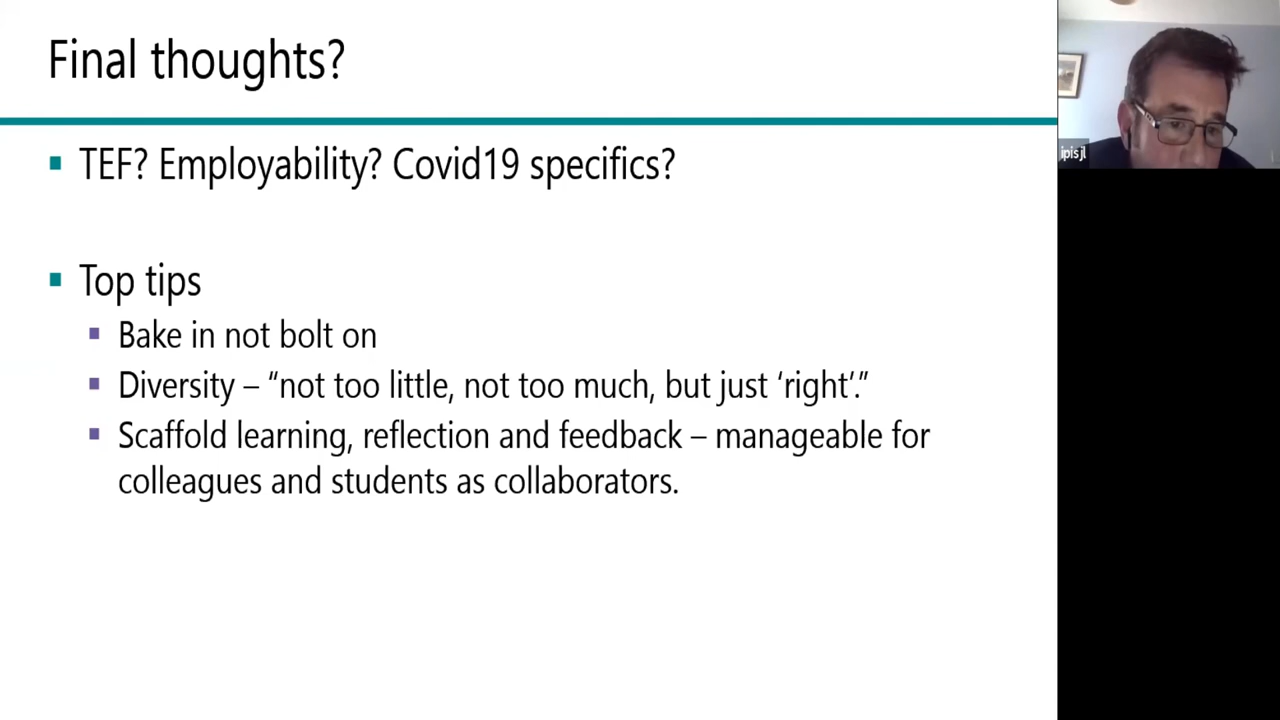 Final thoughts?
TEF? Employability? Covid19 specifics?
Top tips
Bake in not bolt on
Diversity – “not too little, not too much, but just ‘right’.”
Scaffold learning, reflection and feedback – manageable for
colleagues and students as collaborators.
ipisjl